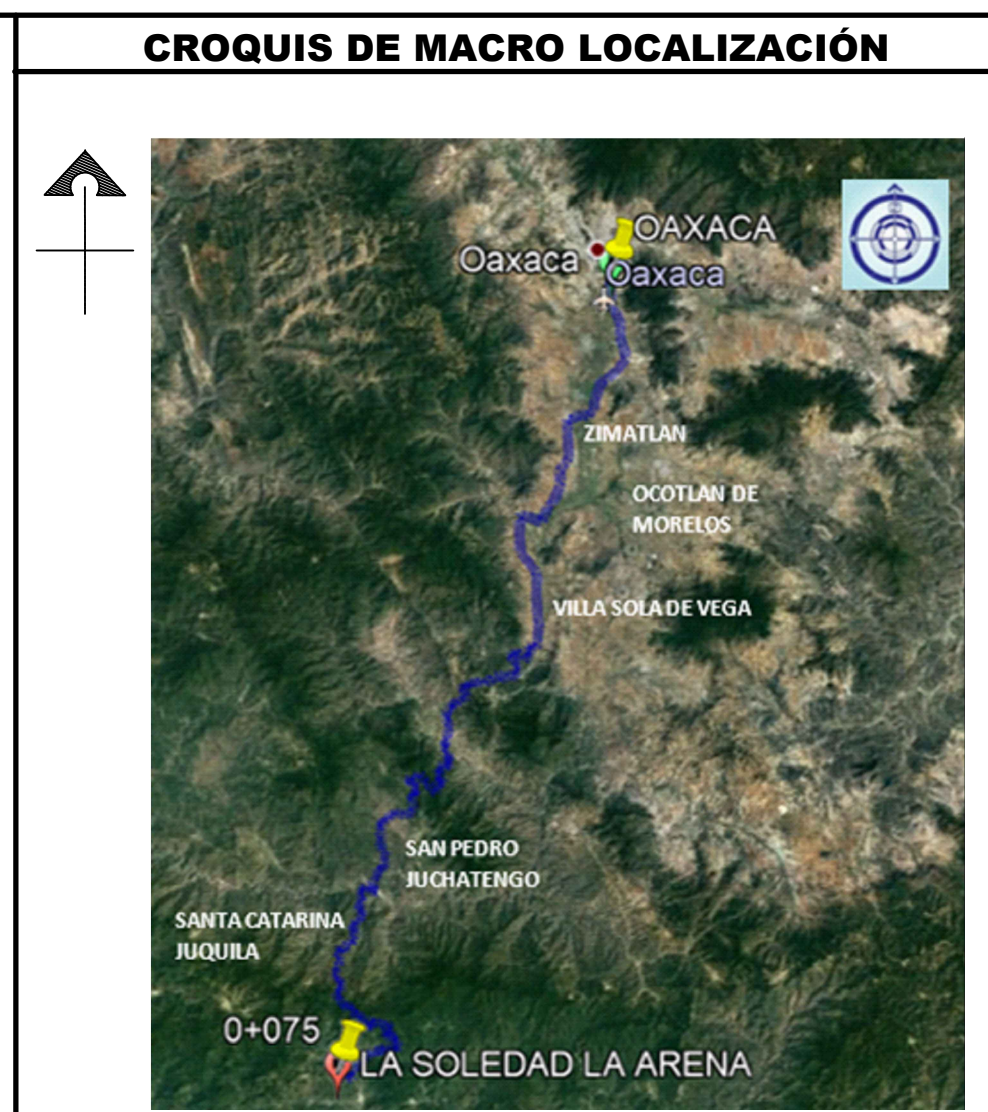 CROQUIS DE MACRO LOCALIZACIÓN
OAXACA
Oaxaca
Oaxaca
ZIMATLAN
OCOTLAN DE
MORELOS
VILLA SOLA DE VEGA
SAN PEDRO
JUCHATENGO
SANTA CATARINA
JUQUILA
0+075
LA SOLEDAD LA ARENA